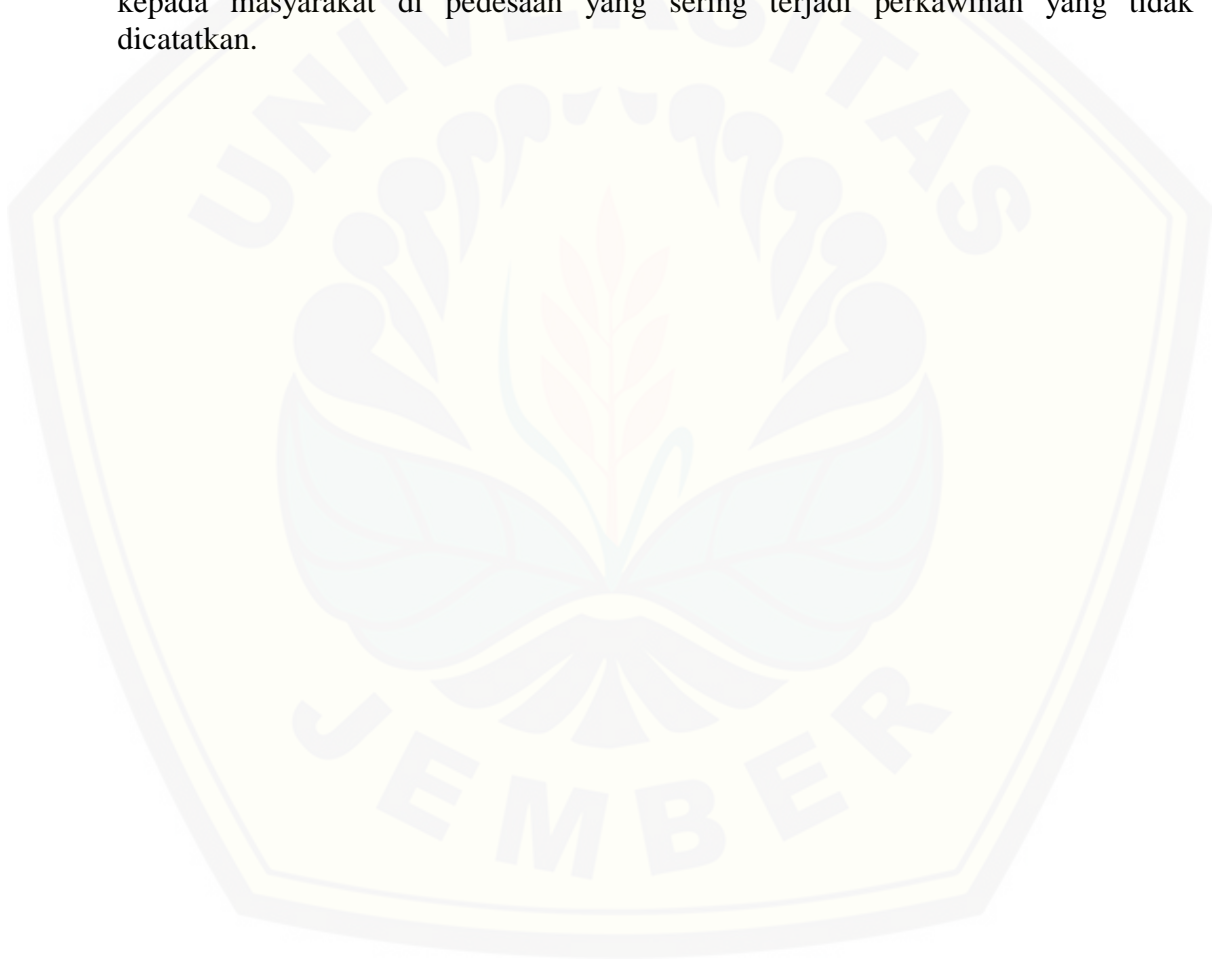 kepada masyarakat di pedesaan yang sering terjadi perkawinan yang tidak
dicatatkan.
UNIVERSITAS
JEMBER